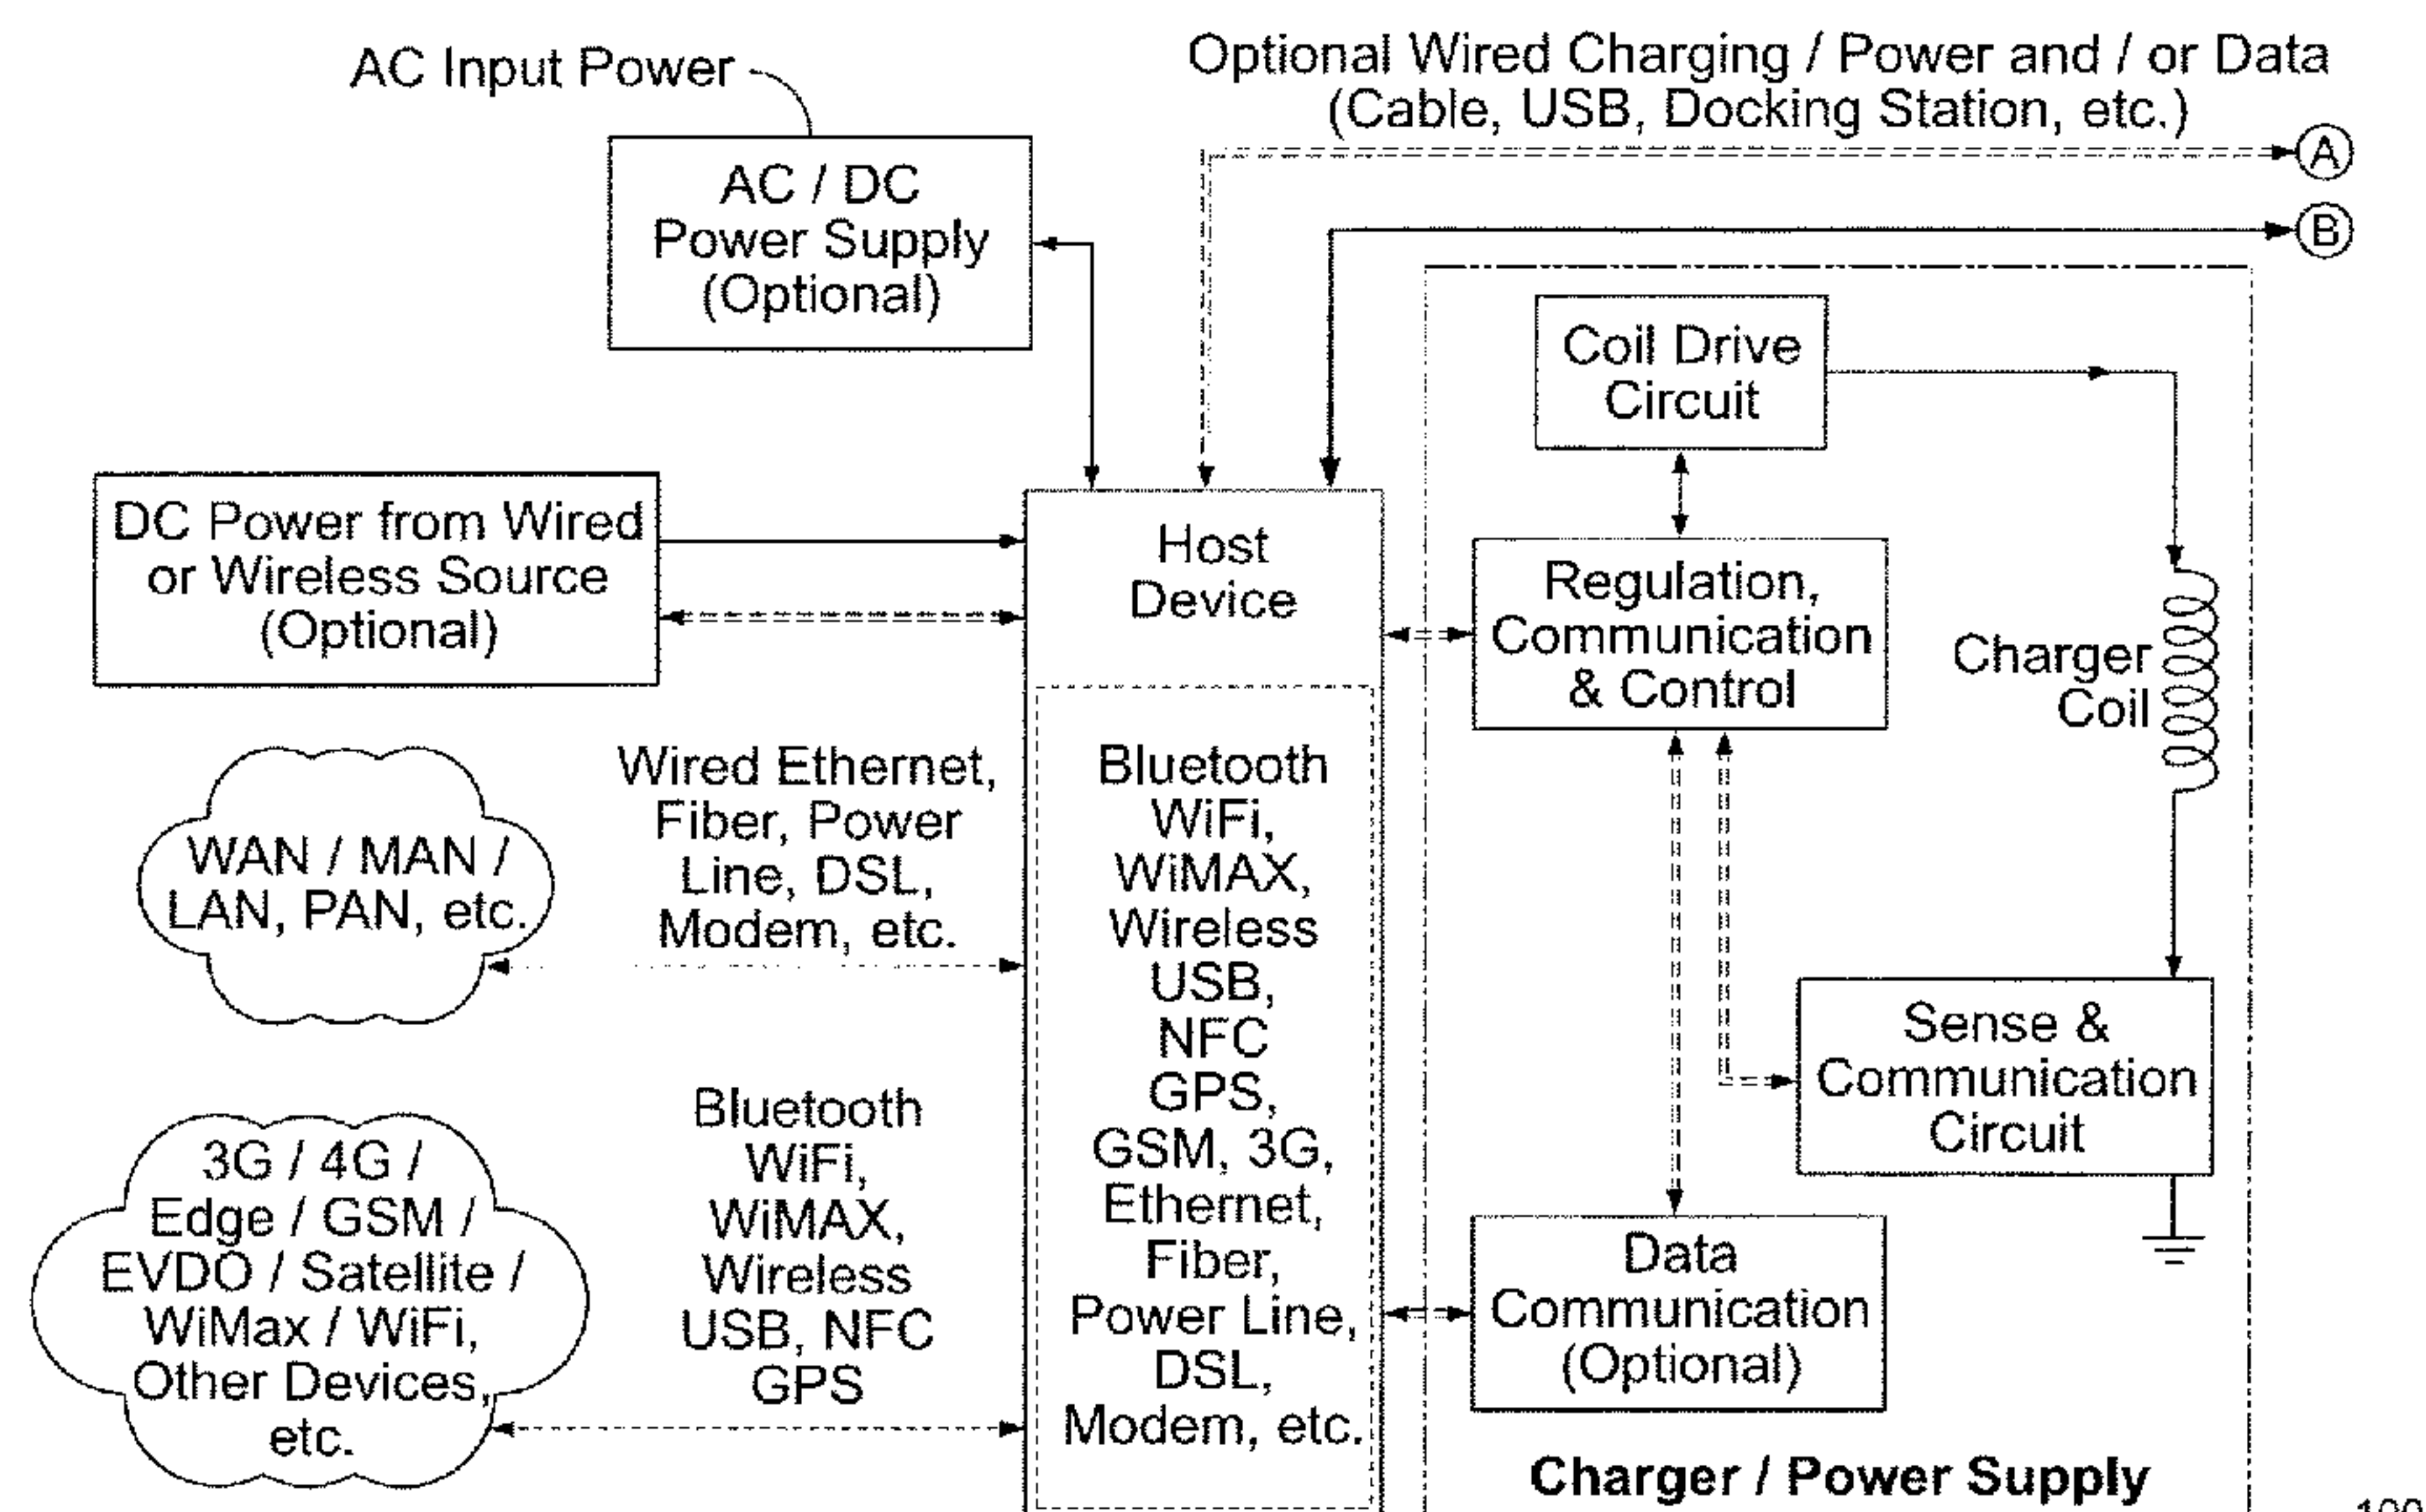 AC Input Power
Optional Wired Charging / Power and / or Data
(Cable, USB, Docking Station, etc.)
A
B
AC / DC
Power Supply
(Optional)
Coil Drive
Circuit
DC Power from Wired
or Wireless Source
(Optional)
Host
Device
Regulation,
Communication
& Control
Charger
Coil
WAN / MAN /
LAN, PAN, etc.
Wired Ethernet,
Fiber, Power
Line, DSL,
Modem, etc.
Bluetooth
WiFi,
WiMAX,
Wireless
USB,
NFC
GPS,
GSM, 3G,
Ethernet,
Fiber,
Power Line,
DSL,
Modem, etc.
Sense &
Communication
Circuit
3G / 4G /
Edge / GSM /
EVDO / Satellite /
WiMax / WiFi,
Other Devices,
etc.
Bluetooth
WiFi,
WiMAX,
Wireless
USB, NFC
GPS
Data
Communication
(Optional)
Charger / Power Supply